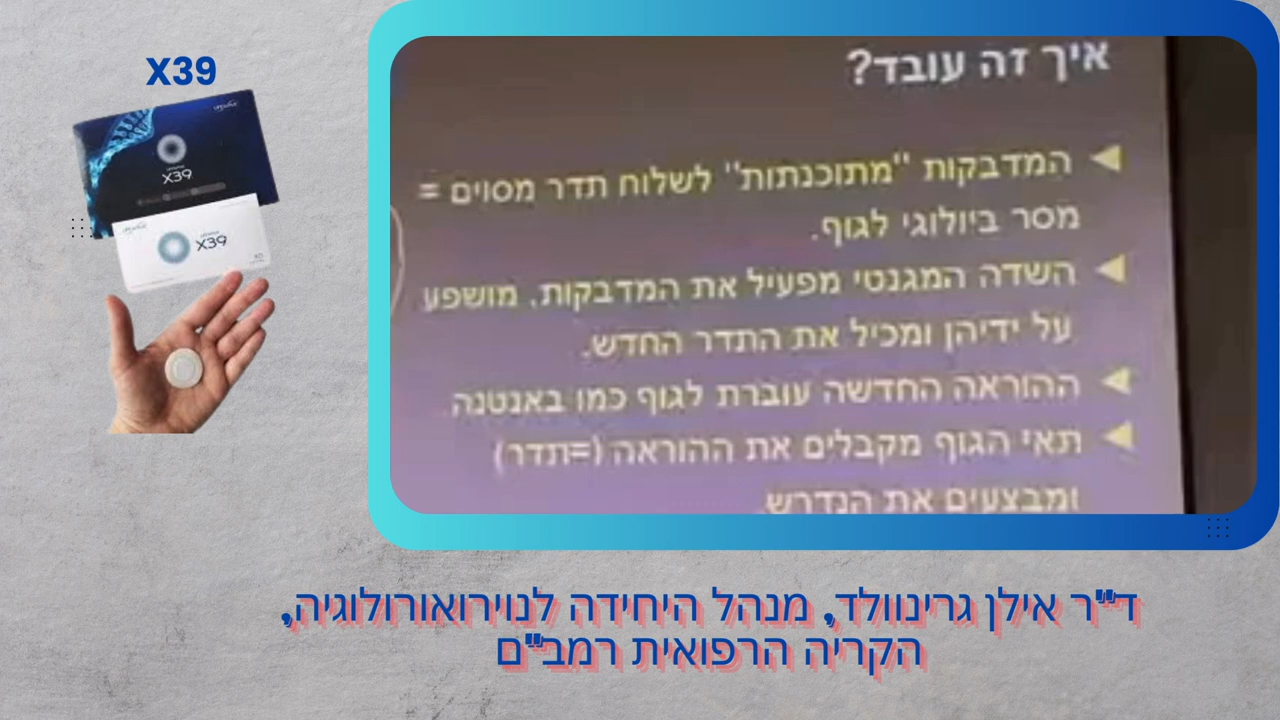 X39
X39
X39
איך זה עובד?
המדבקות "מתוכנתות" לשלוח תדר מסוים =
מסר ביולוגי לגוף.
השדה המגנטי מפעיל את המדבקות, מושפע
על ידיהן ומכיל את התדר החדש.
ההוראה החדשה עוברת לגוף כמו באנטנה.
תאי הגוף מקבלים את ההוראה (=תדר)
ומבצעים את הנדרש.
ד"ר אילן גרינוולד, מנהל היחידה לנוירואורולוגיה,
הקריה הרפואית רמב"ם